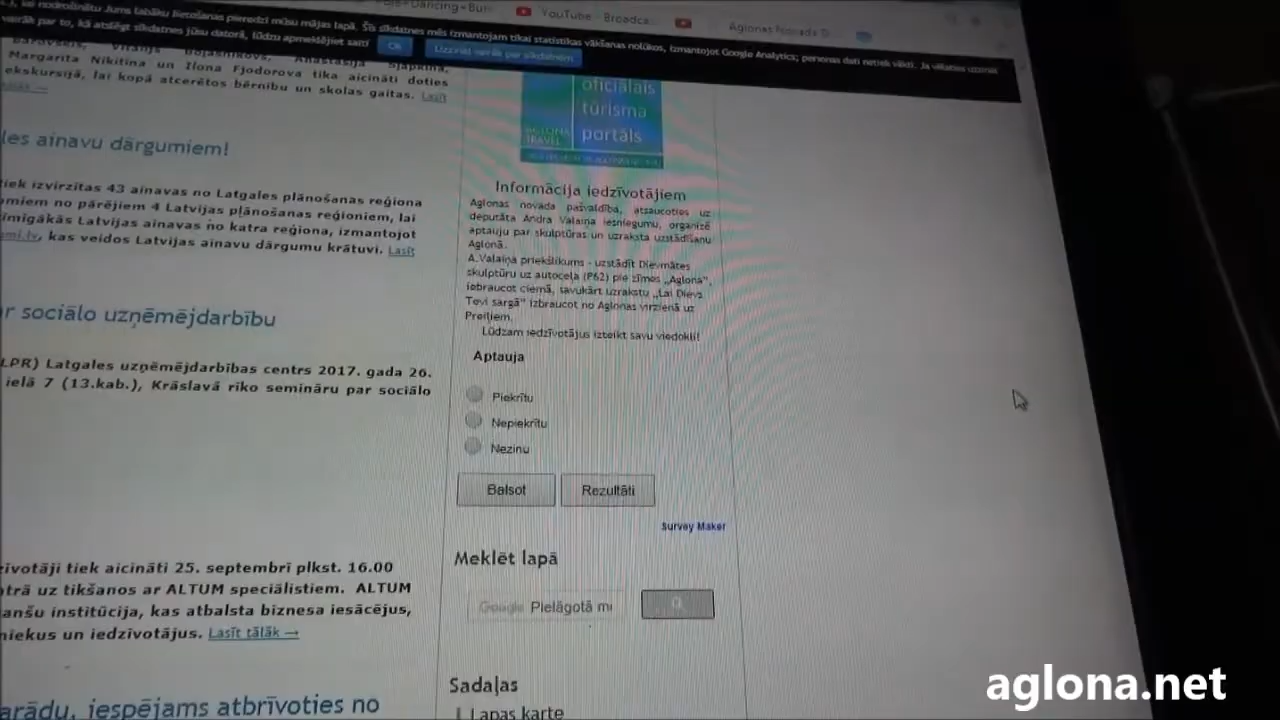 YouTube - Broadca...
Aglonas Novada D
, lai nodrošinātu Jums labāku lietošanas pieredzi mūsu mājas lapā. Šīs sīkdatnes mēs izmantojam tikai statistikas vākšanas nolūkos, izmantojot Google Analytics; personas dati netiek vākti. Ja vēlaties uzzināt
vairāk par to, kā atslēgt sīkdatnes jūsu datorā, lūdzu apmeklējiet saiti Ok Uzzināt vairāk par sīkdatnēm
Margarita Nikitina un Ilona Fjodorova tika aicināti doties
ekskursijā, lai kopā atcerētos bērnību un skolas gaitas. Lasīt
les ainavu dārgumiem!
tiek izvirzītas 43 ainavas no Latgales plānošanas reģiona
omiem no pārējiem 4 Latvijas plānošanas reģioniem, lai
zīmīgākās Latvijas ainavas no katra reģiona, izmantojot
mi.lv, kas veidos Latvijas ainavu dārgumu krātuvi. Lasīt
r sociālo uzņēmējdarbību
LPR) Latgales uzņēmējdarbības centrs 2017. gada 26.
ielā 7 (13.kab.), Krāslavā rīko semināru par sociālo
zīvotāji tiek aicināti 25. septembrī plkst. 16.00
ntrā uz tikšanos ar ALTUM speciālistiem. ALTUM
anšu institūcija, kas atbalsta biznesa iesācējus,
niekus un iedzīvotājus. Lasīt tālāk →
arādu, iespējams atbrīvoties no
oficiālais
tūrisma
portāls
AGLONA
TRAVEL
Informācija iedzīvotājiem
Aglonas novada pašvaldība, atsaucoties uz
deputāta Andra Valaiņa iesniegumu, organizē
aptauju par skulptūras un uzraksta uzstādīšanu
Aglonā.
A.Valaiņa priekšlikums - uzstādīt Dievmātes
skulptūru uz autoceļa (P62) pie zīmes „Aglona",
iebraucot ciemā, savukārt uzrakstu „Lai Dievs
Tevi sargā" izbraucot no Aglonas virzienā uz
Preiļiem.
Lūdzam iedzīvotājus izteikt savu viedokli!
Aptauja
Piekrītu
Nepiekrītu
Nezinu
Balsot Rezultāti
Survey Maker
Meklēt lapā
Google Pielāgotā
Sadaļas
Lapas karte
aglona.net